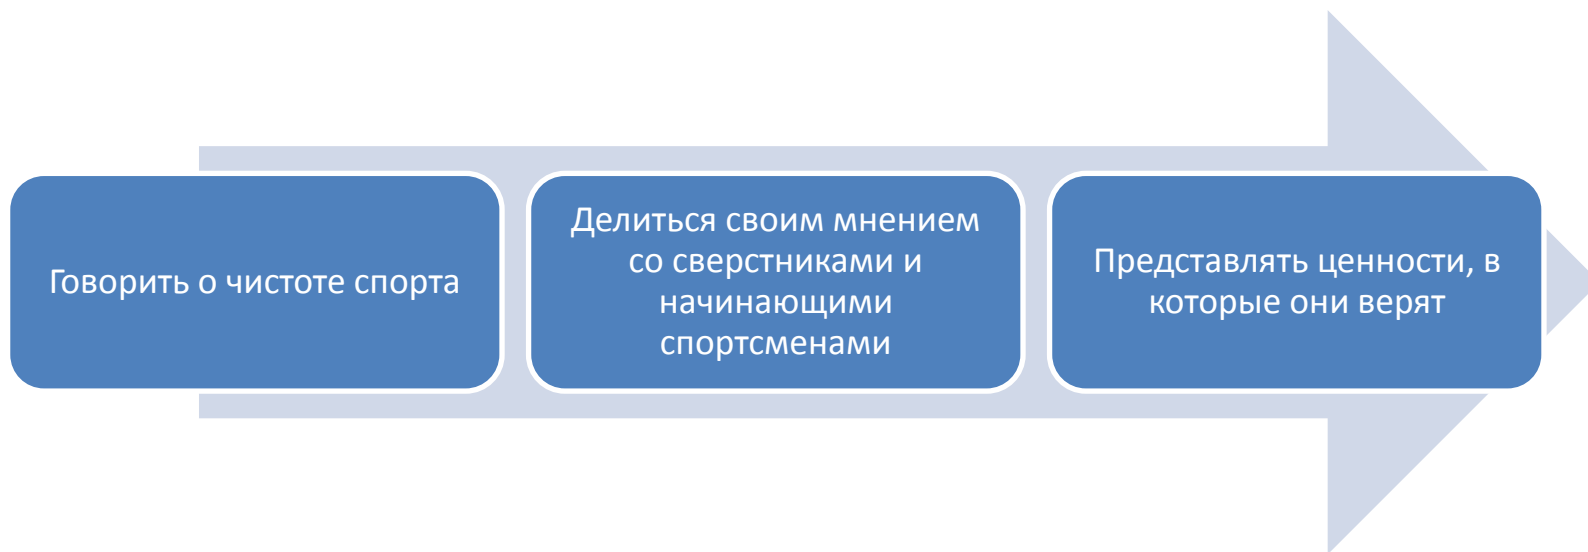 Говорить о чистоте спорта
Делиться своим мнением
со сверстниками и
начинающими
спортсменами
Представлять ценности, в
которые они верят